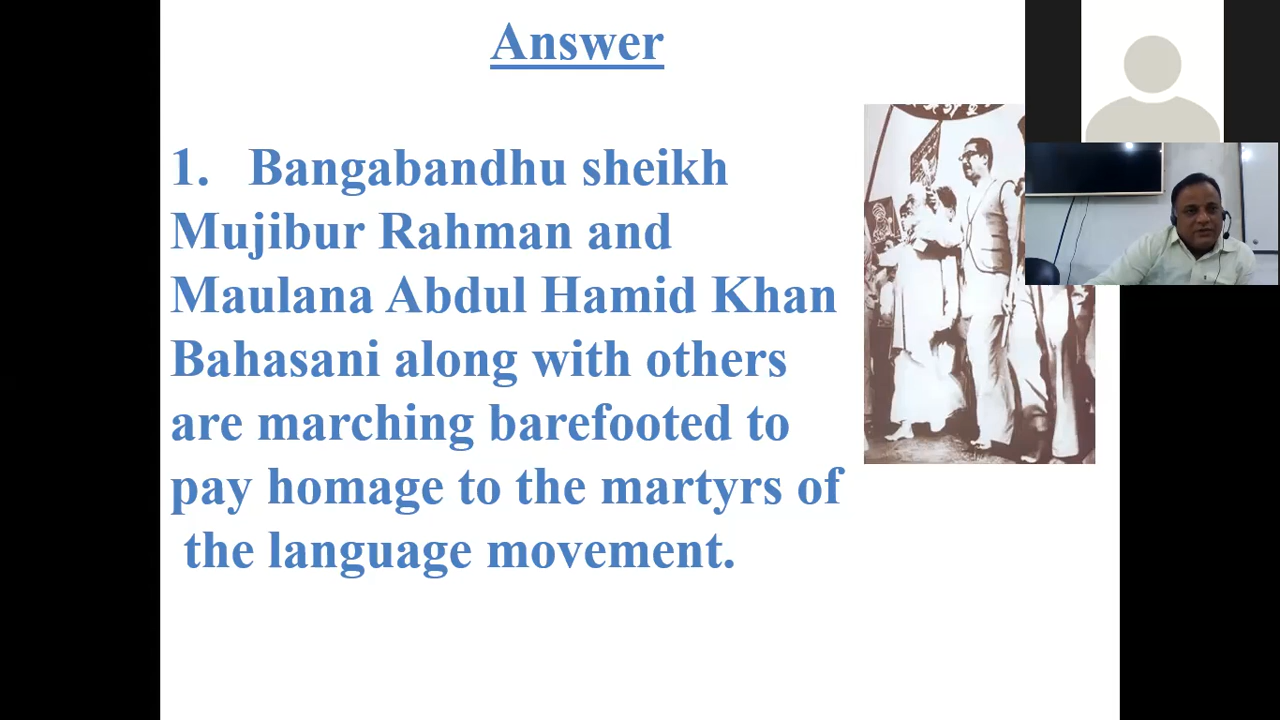 Answer
1. Bangabandhu sheikh
Mujibur Rahman and
Maulana Abdul Hamid Khan
Bahasani along with others
are marching barefooted to
pay homage to the martyrs of
the language movement.